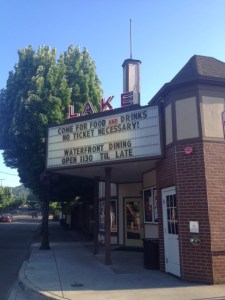 LAKE
COME FOR FOOD AND DRINKS
NO TICKET NECESSARY!
WATERFRONT DINING
OPEN 1130 'TIL LATE